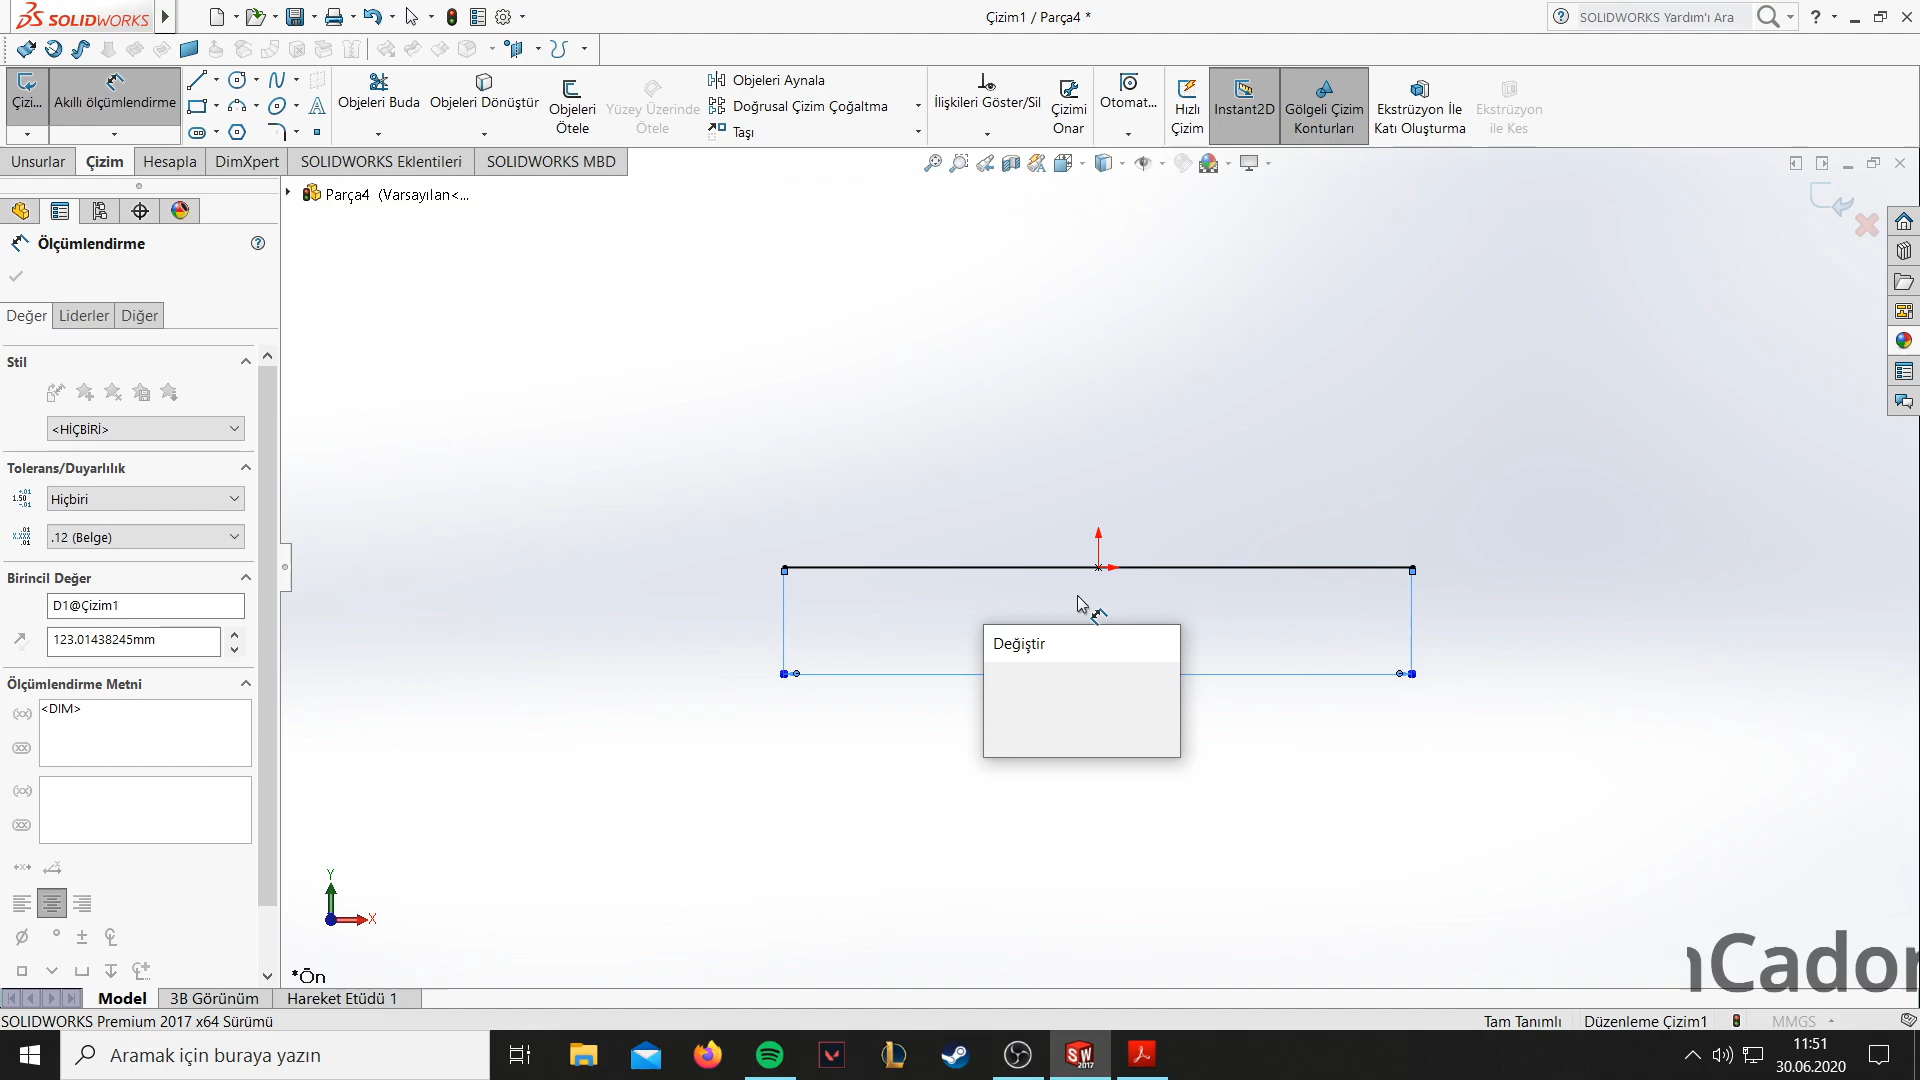 SOLIDWORKS
Çizim1 / Parça4 *
SOLIDWORKS Yardım'ı Ara
Çizi...
Akıllı ölçümlendirme
Objeleri Buda
Objeleri Dönüştür
Objeleri
Ötele
Yüzey Üzerinde
Ötele
Objeleri Aynala
Doğrusal Çizim Çoğaltma
Taşı
İlişkileri Göster/Sil
Çizimi
Onar
Otomat...
Hızlı
Çizim
Instant2D
Gölgeli Çizim
Konturları
Ekstrüzyon İle
Katı Oluşturma
Ekstrüzyon
ile Kes
Unsurlar
Çizim
Hesapla
DimXpert
SOLIDWORKS Eklentileri
SOLIDWORKS MBD
Parça4 (Varsayılan<...
Ölçümlendirme
Değer
Liderler
Diğer
Stil
<HİÇBİRİ>
Tolerans/Duyarlılık
Hiçbiri
.12 (Belge)
Birincil Değer
D1@Çizim1
123.01438245mm
Ölçümlendirme Metni
<DIM>
Değiştir
Y
X
*Ön
nCador
Model
3B Görünüm
Hareket Etüdü 1
SOLIDWORKS Premium 2017 x64 Sürümü
Tam Tanımlı
Düzenleme Çizim1
MMGS
Aramak için buraya yazın
SW
2017
11:51
30.06.2020